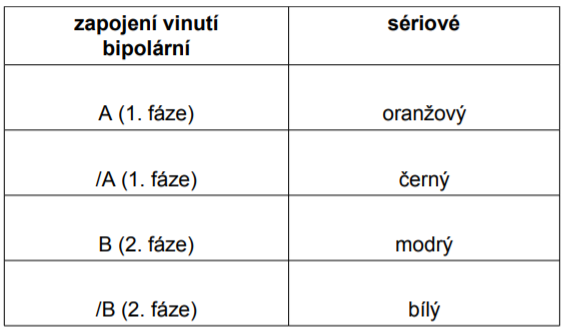 zapojení vinutí sériové
bipolární
A (1. fáze) oranžový
/A (1. fáze) černý
B (2. fáze) modrý
/B (2. fáze) bílý